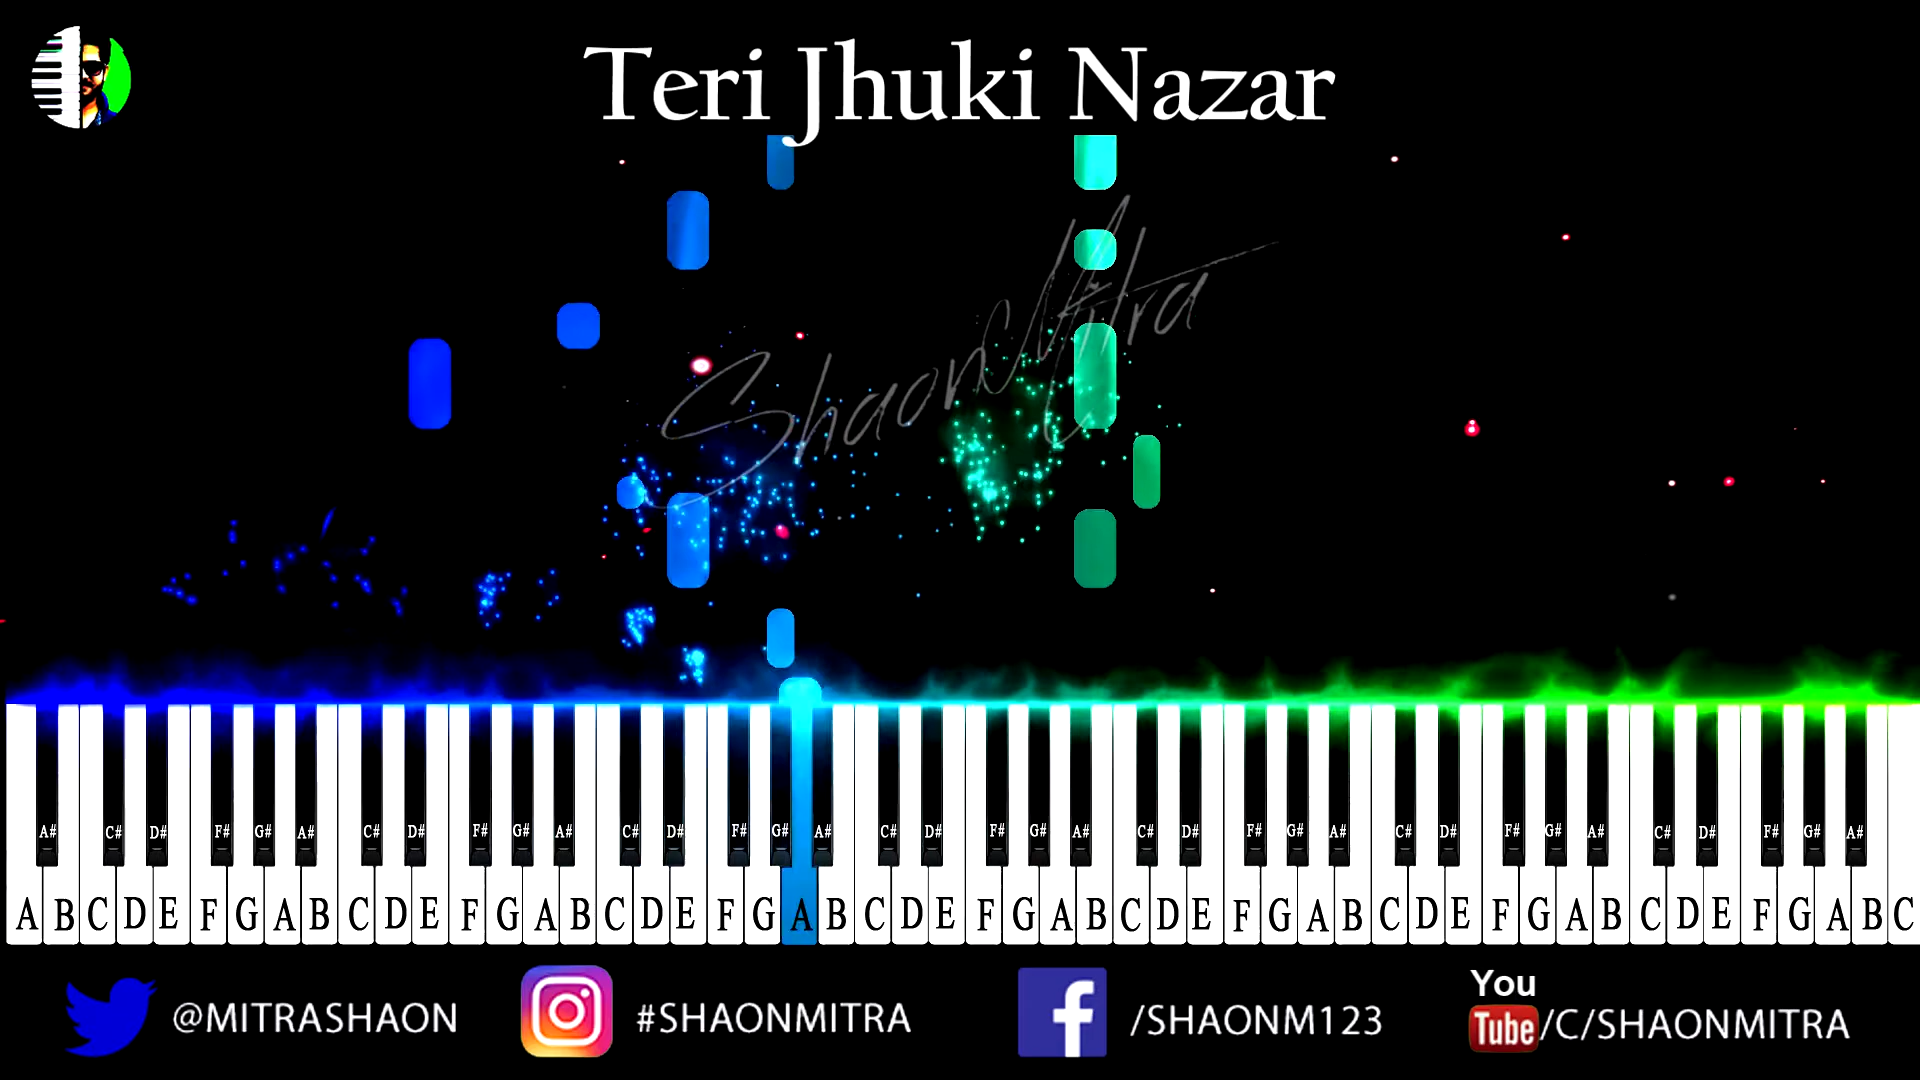 Teri Jhuki Nazar
Shaon Mitra
A# C# D# F# G# A# C# D# F# G# A# C# D# F# G# A# C# D# F# G# A# C# D# F# G# A# C# D# F# G# A# C# D# F# G# A#
A B C D E F G A B C D E F G A B C D E F G A B C D E F G A B C D E F G A B C D E F G A B C D E F G A B C
@MITRASHAON #SHAONMITRA /SHAONM123 You Tube/C/SHAONMITRA